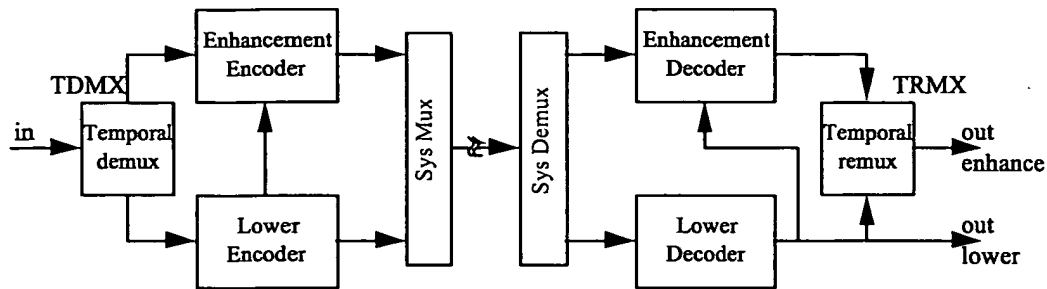 Enhancement
Encoder
Enhancement
Decoder
TDMX
TRMX
in
Temporal
demux
Sys Mux
Sys Demux
Temporal
remux
out
enhance
Lower
Encoder
Lower
Decoder
out
lower